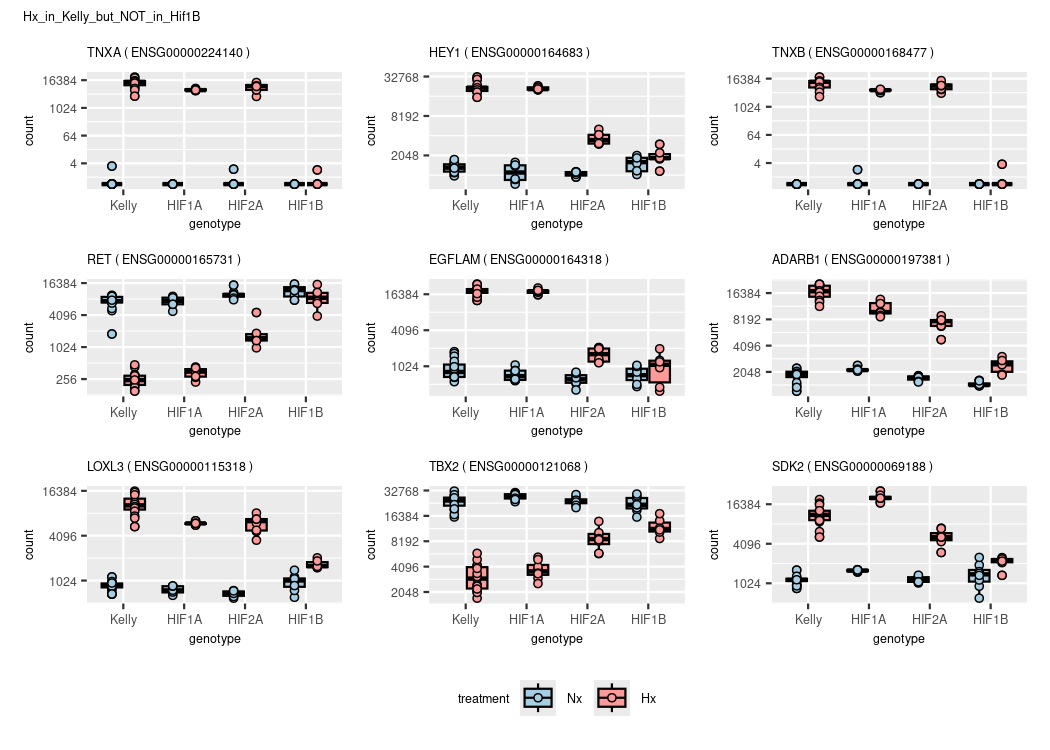 Hx_in_Kelly_but_NOT_in_Hif1B
TNXA ( ENSG00000224140 )
HEY1 ( ENSG00000164683 )
TNXB ( ENSG00000168477 )
count
16384
1024
64
4
Kelly HIF1A HIF2A HIF1B
genotype
count
32768
8192
2048
Kelly HIF1A HIF2A HIF1B
genotype
count
16384
1024
64
4
Kelly HIF1A HIF2A HIF1B
genotype
RET ( ENSG00000165731 )
EGFLAM ( ENSG00000164318 )
ADARB1 ( ENSG00000197381 )
count
16384
4096
1024
256
Kelly HIF1A HIF2A HIF1B
genotype
count
16384
4096
1024
Kelly HIF1A HIF2A HIF1B
genotype
count
16384
8192
4096
2048
Kelly HIF1A HIF2A HIF1B
genotype
LOXL3 ( ENSG00000115318 )
TBX2 ( ENSG00000121068 )
SDK2 ( ENSG00000069188 )
count
16384
4096
1024
Kelly HIF1A HIF2A HIF1B
genotype
count
32768
16384
8192
4096
2048
Kelly HIF1A HIF2A HIF1B
genotype
count
16384
4096
1024
Kelly HIF1A HIF2A HIF1B
genotype
treatment Nx Hx